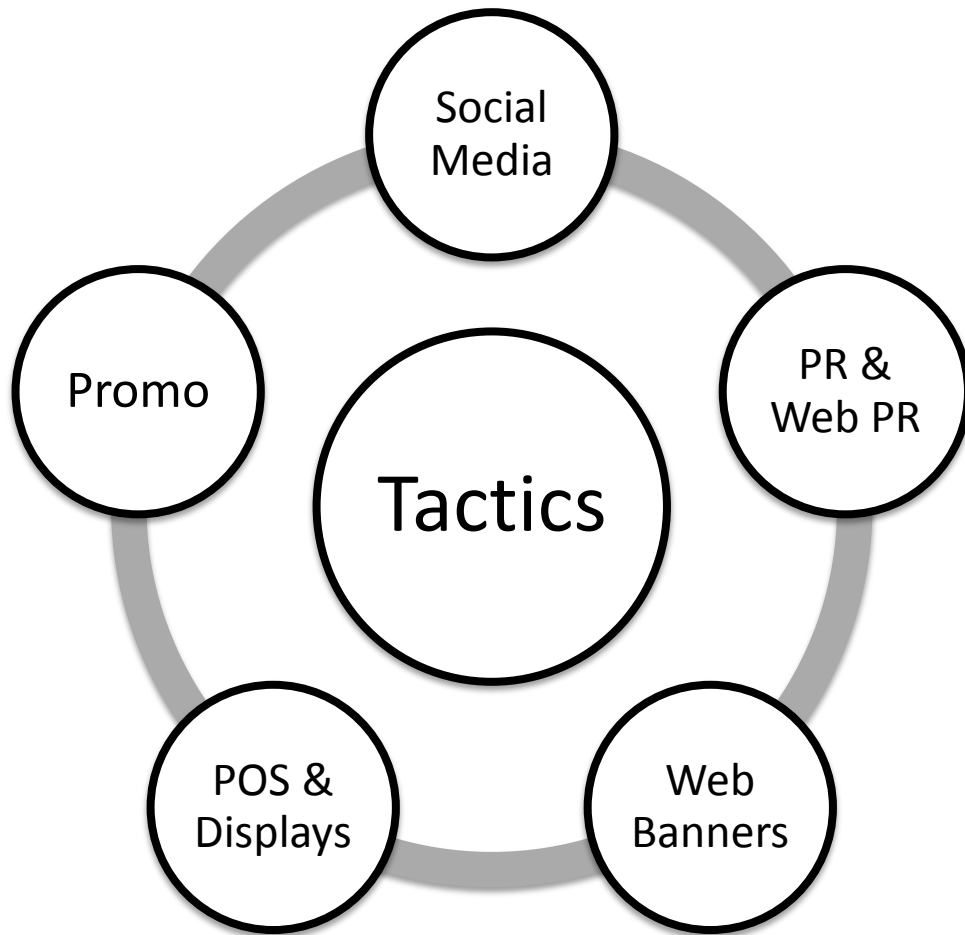 Social
Media
PR &
Web PR
Web
Banners
POS &
Displays
Promo
Tactics